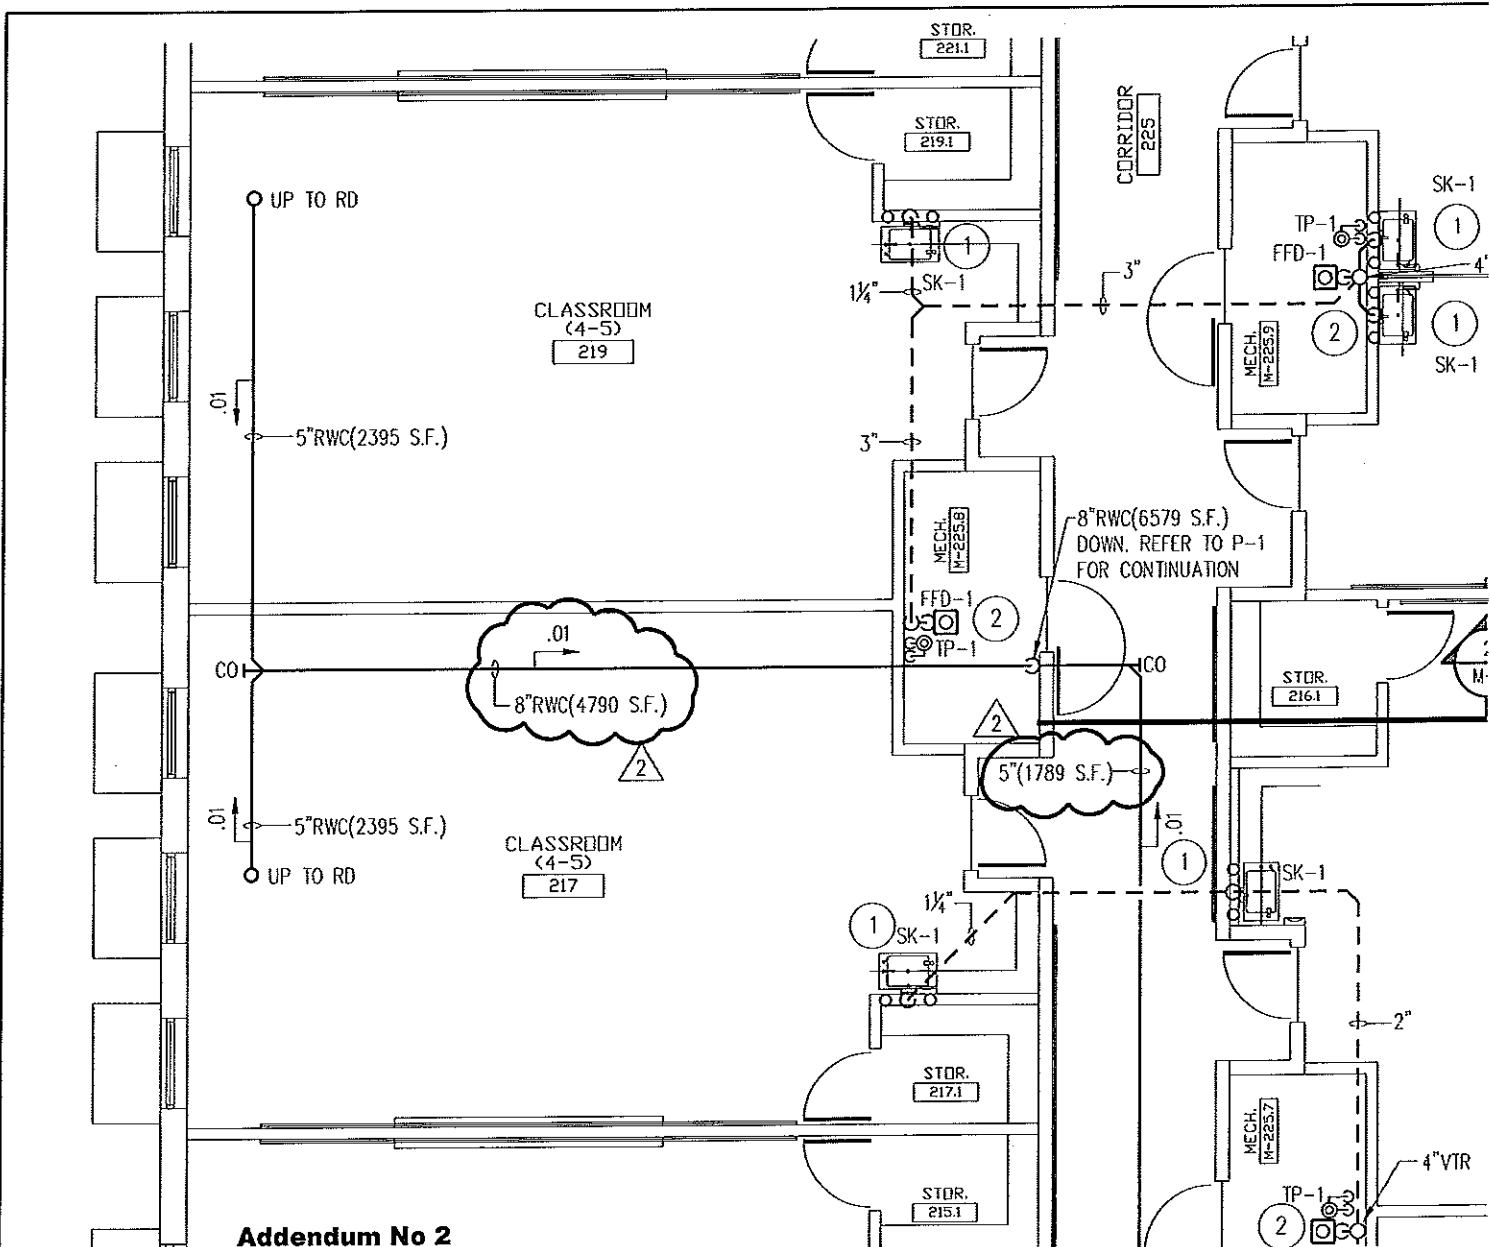 STOR.
221.1
CORRIDOR
225
STOR.
219.1
UP TO RD
SK-1
1
TP-1
FFD-1
1
SK-1
1¼"
3"
2
1
SK-1
MECH.
M-225.9
CLASSROOM
(4-5)
219
.01
5"RWC(2395 S.F.)
3"
MECH.
M-225.8
8"RWC(6579 S.F.)
DOWN. REFER TO P-1
FOR CONTINUATION
FFD-1
2
TP-1
.01
CO
CO
8"RWC(4790 S.F.)
2
2
STOR.
216.1
5"(1789 S.F.)
.01
.01
5"RWC(2395 S.F.)
UP TO RD
CLASSROOM
(4-5)
217
1
SK-1
1¼"
1
SK-1
2"
STOR.
217.1
MECH.
M-225.7
4"VTR
TP-1
2
STOR.
215.1
Addendum No 2